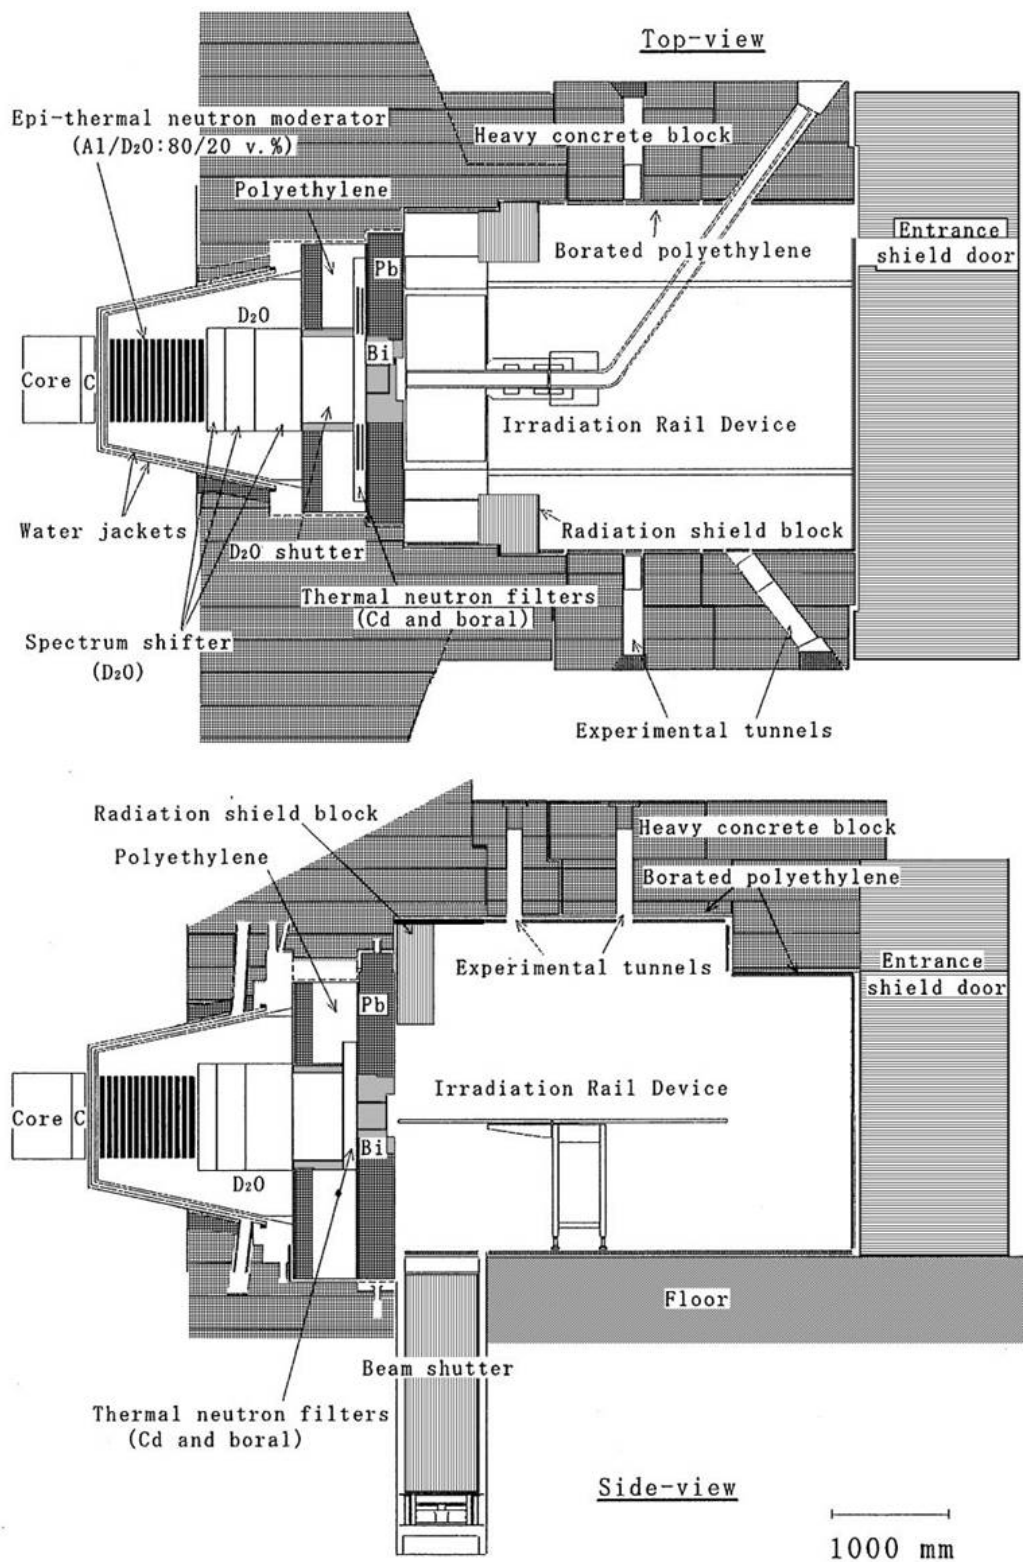 Top-view
Epi-thermal neutron moderator
(Al/D₂O:80/20 v.%)
Heavy concrete block
Polyethylene
Borated polyethylene
Entrance
shield door
Pb
D₂O
Bi
Core C
Irradiation Rail Device
Water jackets
Radiation shield block
D₂O shutter
Thermal neutron filters
(Cd and boral)
Spectrum shifter
(D₂O)
Experimental tunnels
Radiation shield block
Heavy concrete block
Polyethylene
Borated polyethylene
Experimental tunnels
Entrance
shield door
Pb
Irradiation Rail Device
Core C
Bi
D₂O
Floor
Beam shutter
Thermal neutron filters
(Cd and boral)
Side-view
1000 mm